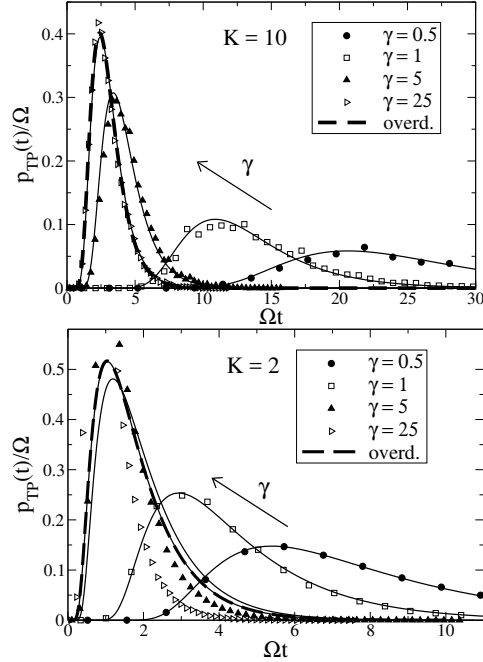 0.4
0.3
0.2
0.1
0
p_TP(t)/Ω
K = 10
γ = 0.5
γ = 1
γ = 5
γ = 25
overd.
γ
0 5 10 15 20 25 30
Ωt
0.5
0.4
0.3
0.2
0.1
0
p_TP(t)/Ω
K = 2
γ = 0.5
γ = 1
γ = 5
γ = 25
overd.
γ
0 2 4 6 8 10
Ωt